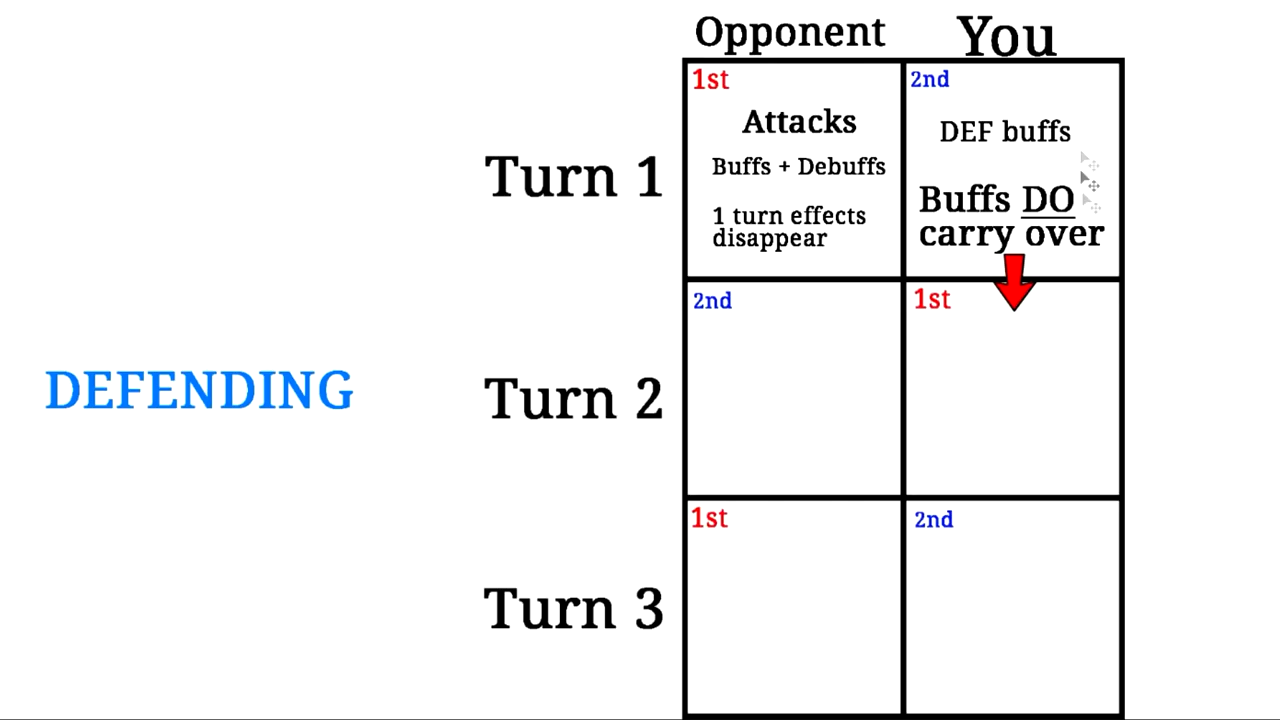 Opponent
You
1st
2nd
Attacks
DEF buffs
Buffs + Debuffs
Turn 1
Buffs DO
carry over
1 turn effects
disappear
2nd
1st
DEFENDING
Turn 2
1st
2nd
Turn 3